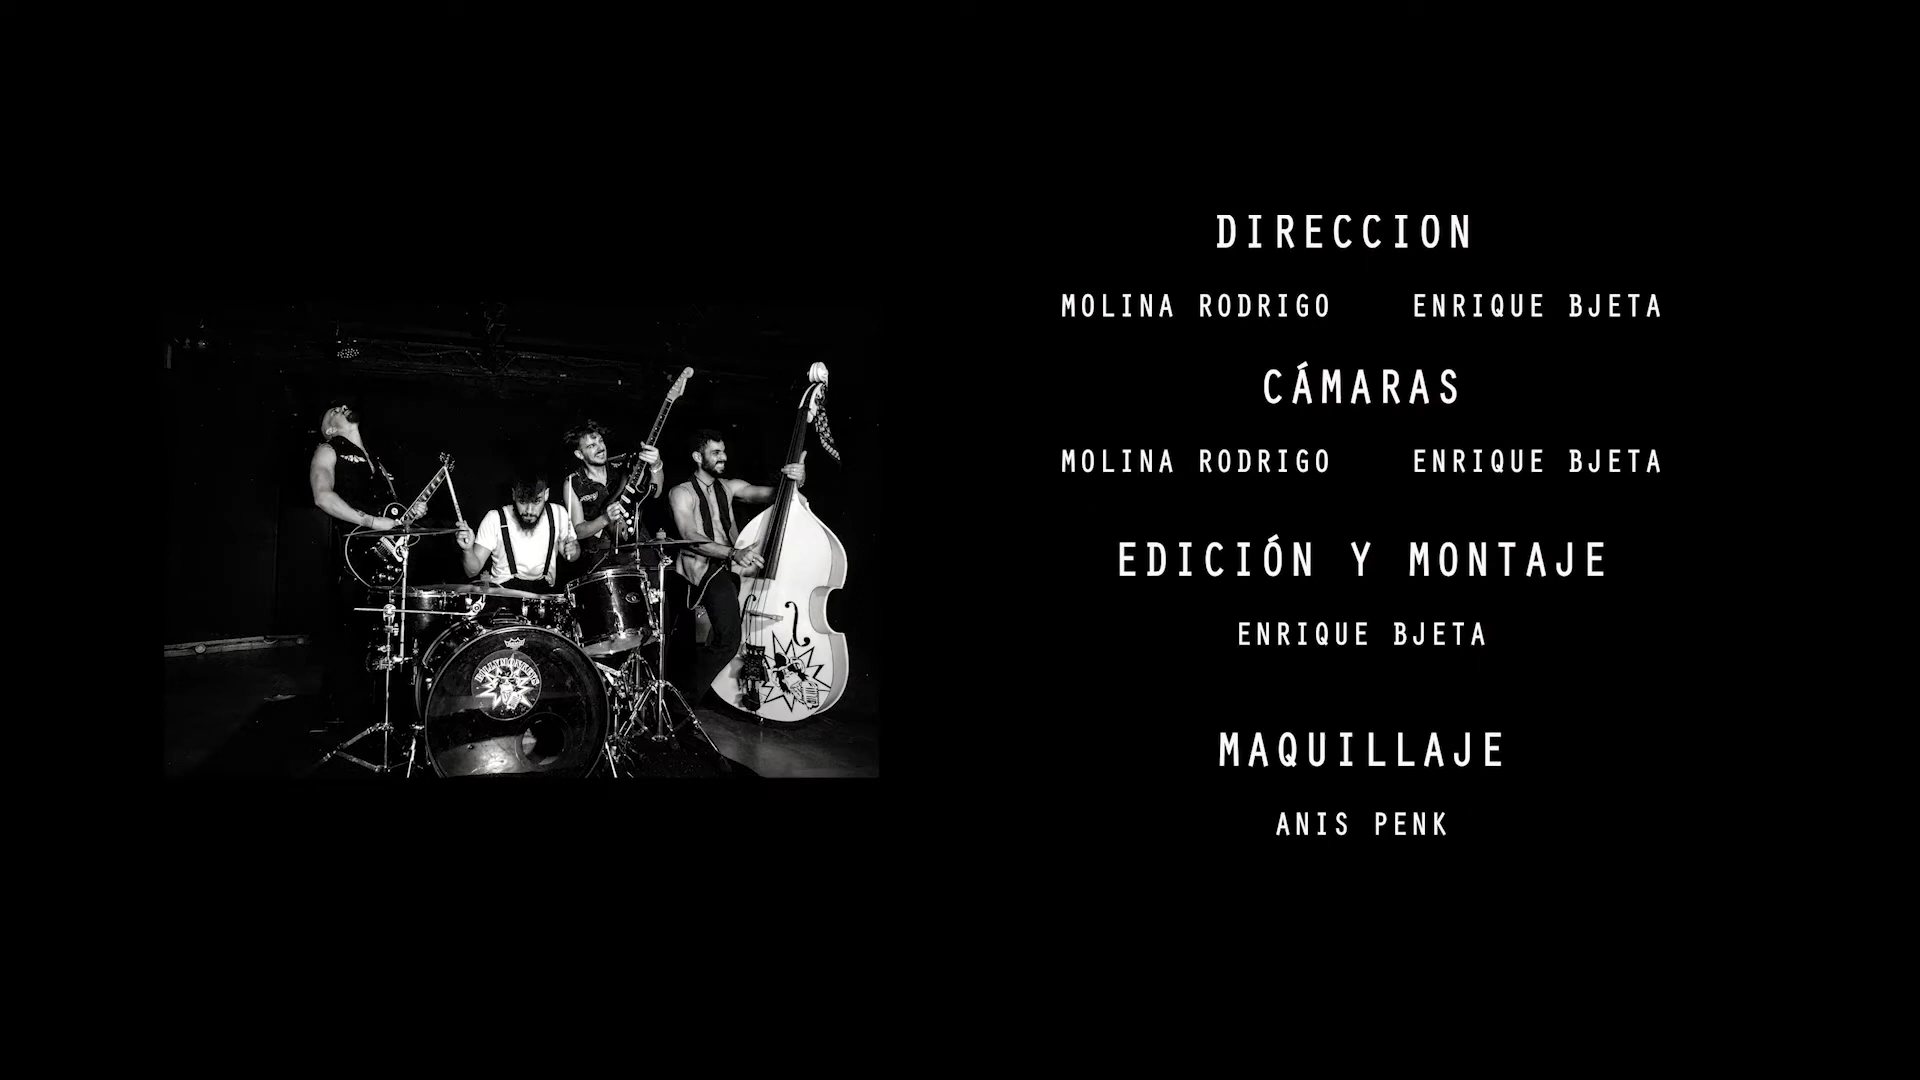 DIRECCION
MOLINA RODRIGO ENRIQUE BJETA
CÁMARAS
MOLINA RODRIGO ENRIQUE BJETA
EDICIÓN Y MONTAJE
ENRIQUE BJETA
MAQUILLAJE
ANIS PENK